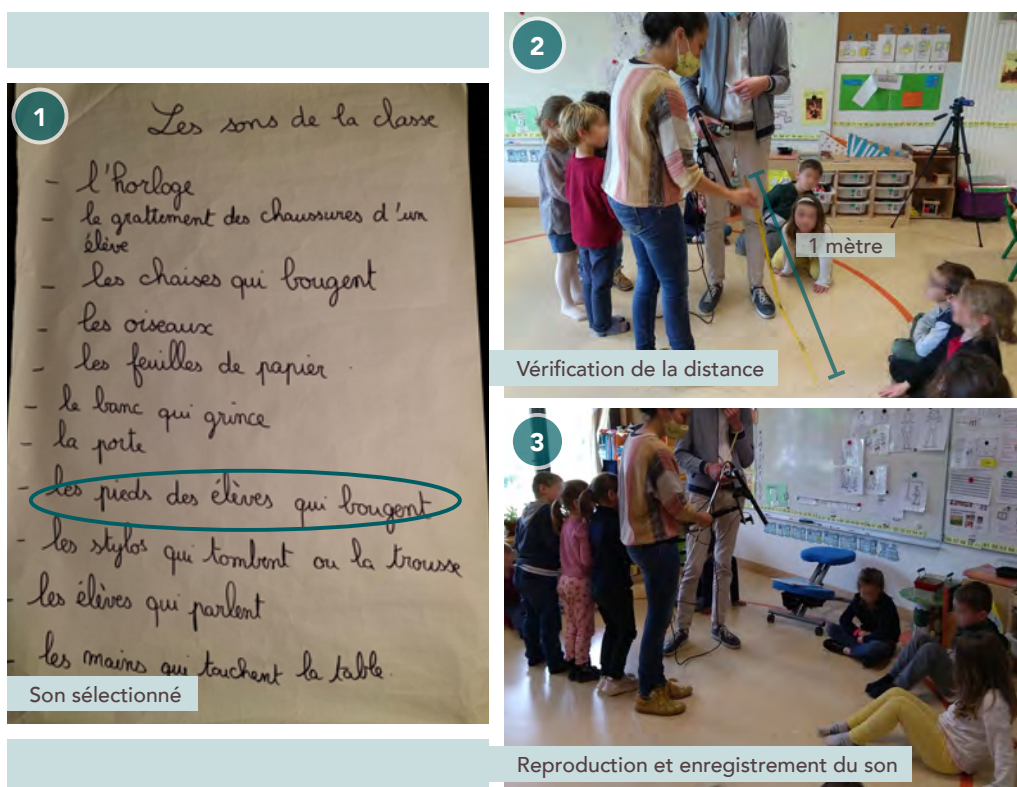 1
Les sons de la classe
- l'horloge
- le grattement des chaussures d'un
élève
- les chaises qui bougent
- les oiseaux
- les feuilles de papier
- le banc qui grince
- la porte
- les pieds des élèves qui bougent
- les stylos qui tombent ou la trousse
- les élèves qui parlent
- les mains qui touchent la table.
Son sélectionné
2
1 mètre
Vérification de la distance
3
Reproduction et enregistrement du son